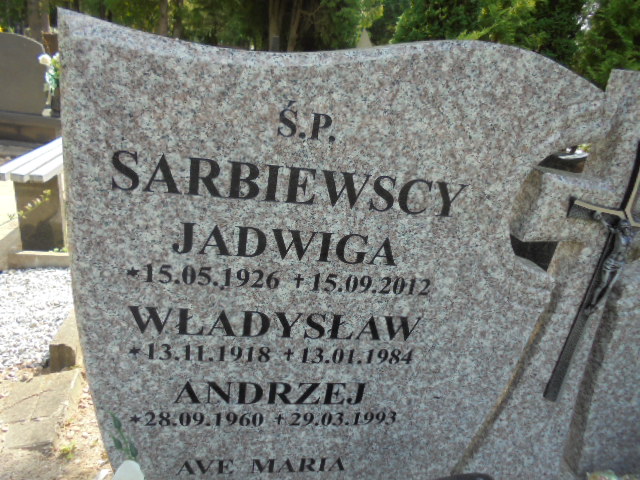 Ś.P.
SARBIEWSCY
JADWIGA
*15.05.1926 +15.09.2012
WŁADYSŁAW
*13.11.1918 +13.01.1984
ANDRZEJ
*28.09.1960 +29.03.1993
AVE MARIA